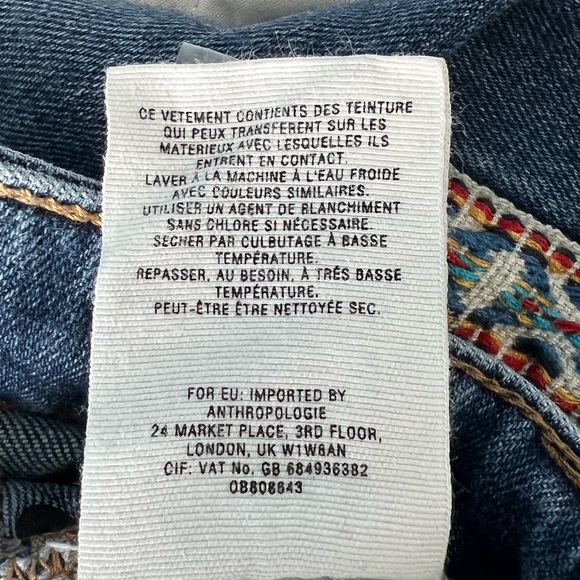 CE VETEMENT CONTIENTS DES TEINTURE
QUI PEUX TRANSFERENT SUR LES
MATERIEUX AVEC LESQUELLES ILS
ENTRENT EN CONTACT.
LAVER À LA MACHINE À L'EAU FROIDE
AVEC COULEURS SIMILAIRES.
UTILISER UN AGENT DE BLANCHIMENT
SANS CHLORE SI NÉCESSAIRE.
SÉCHER PAR CULBUTAGE À BASSE
TEMPÉRATURE.
REPASSER, AU BESOIN, À TRÈS BASSE
TEMPÉRATURE.
PEUT-ÊTRE ÊTRE NETTOYÉE SEC.
FOR EU: IMPORTED BY
ANTHROPOLOGIE
24 MARKET PLACE, 3RD FLOOR,
LONDON, UK W1W8AN
CIF: VAT No. GB 684936382
OB808643